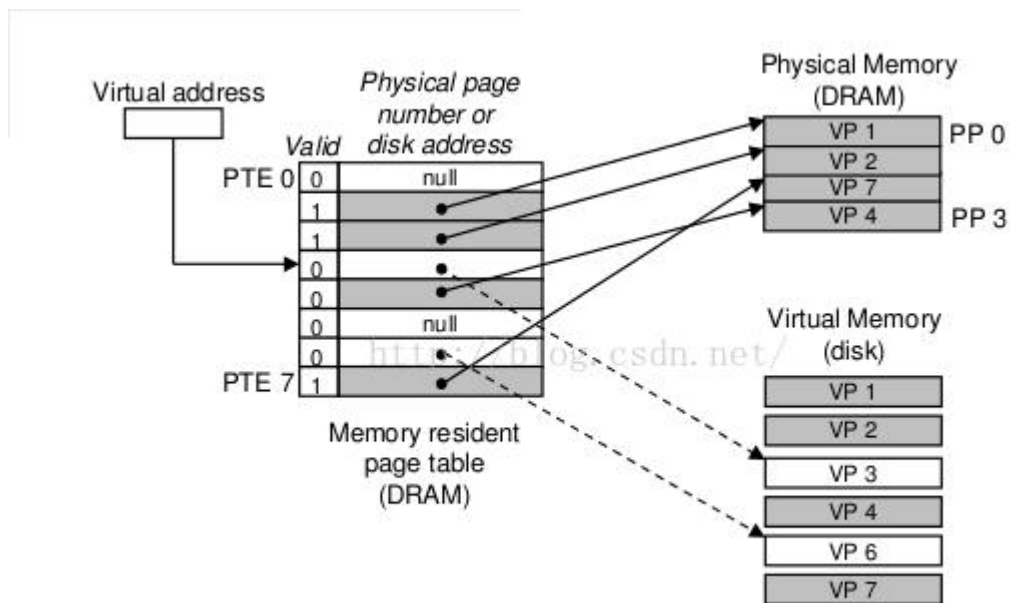 Virtual address
Physical page
number or
disk address
Valid
PTE 0
0
null
1
1
0
0
0
null
0
PTE 7
1
Memory resident
page table
(DRAM)
Physical Memory
(DRAM)
VP 1
PP 0
VP 2
VP 7
VP 4
PP 3
Virtual Memory
(disk)
VP 1
VP 2
VP 3
VP 4
VP 6
VP 7
http://blog.csdn.net/